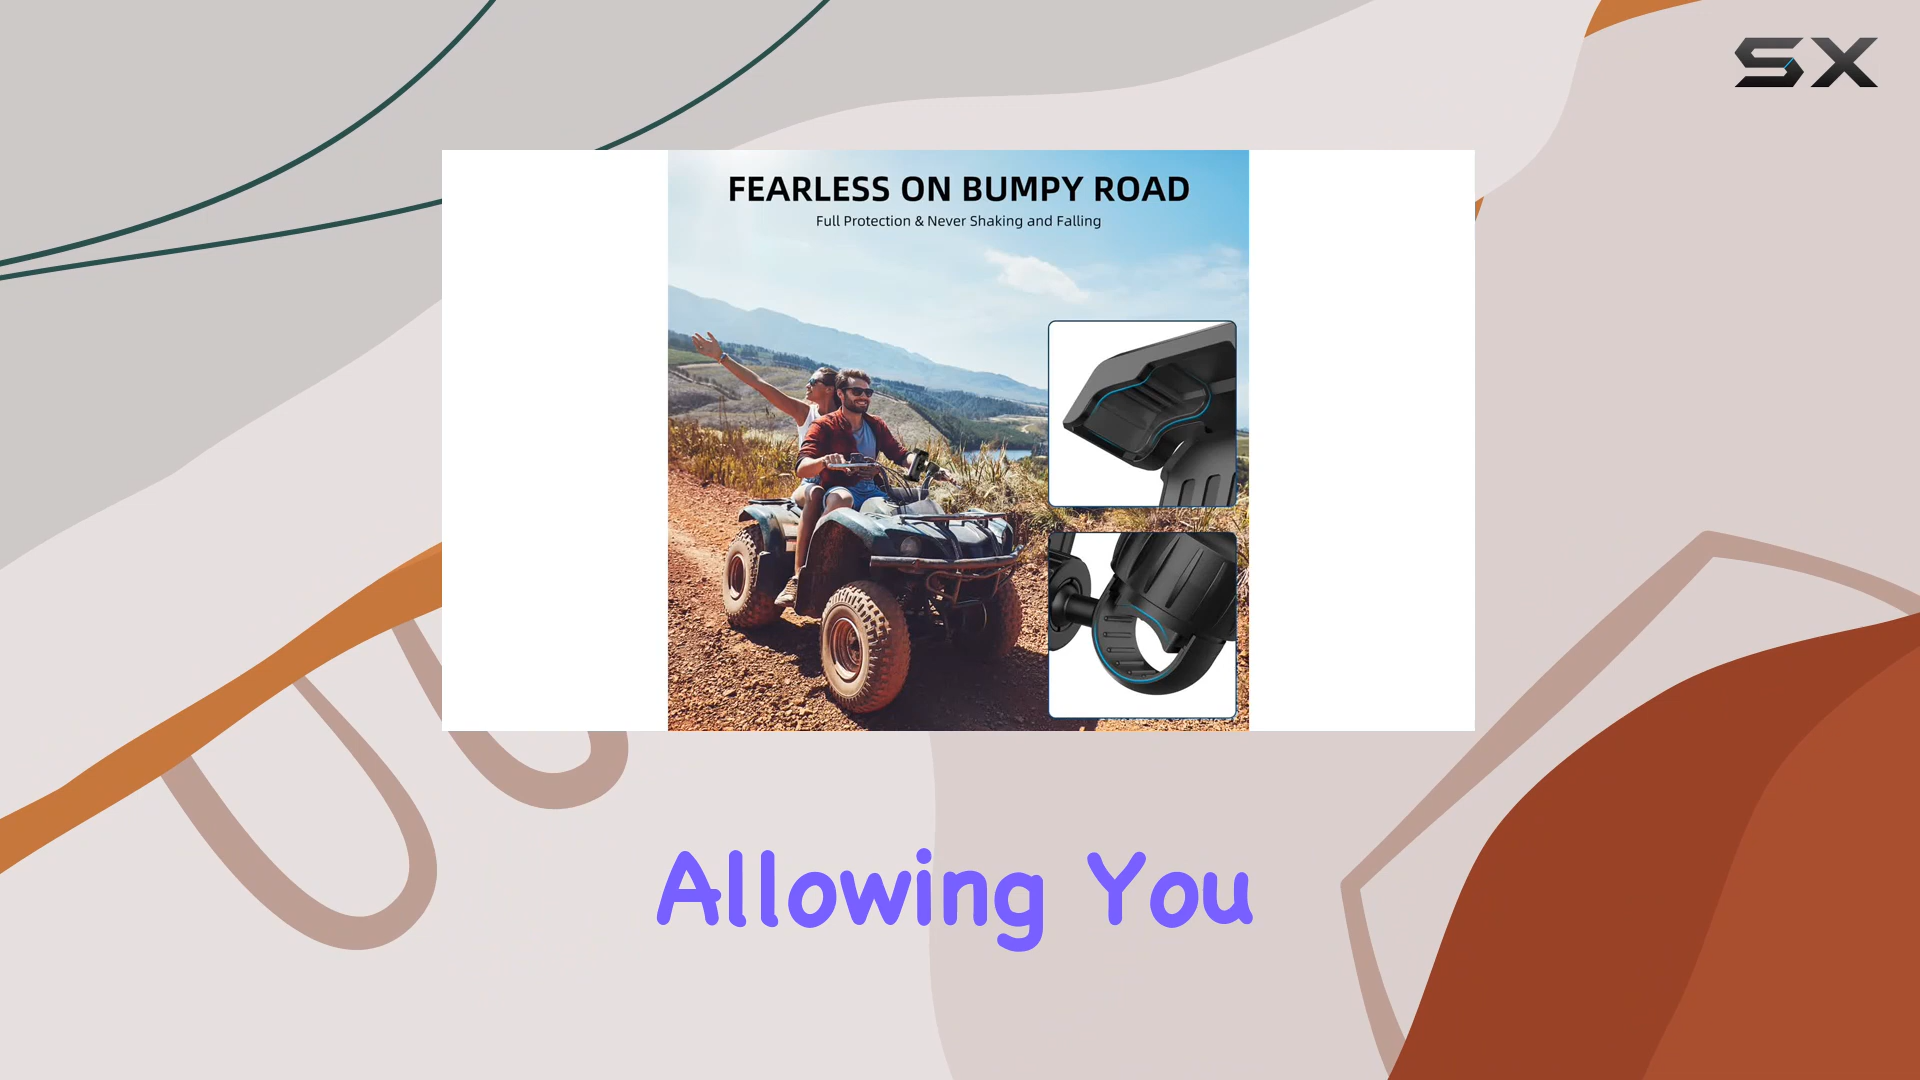 SX
FEARLESS ON BUMPY ROAD
Full Protection & Never Shaking and Falling
Allowing You